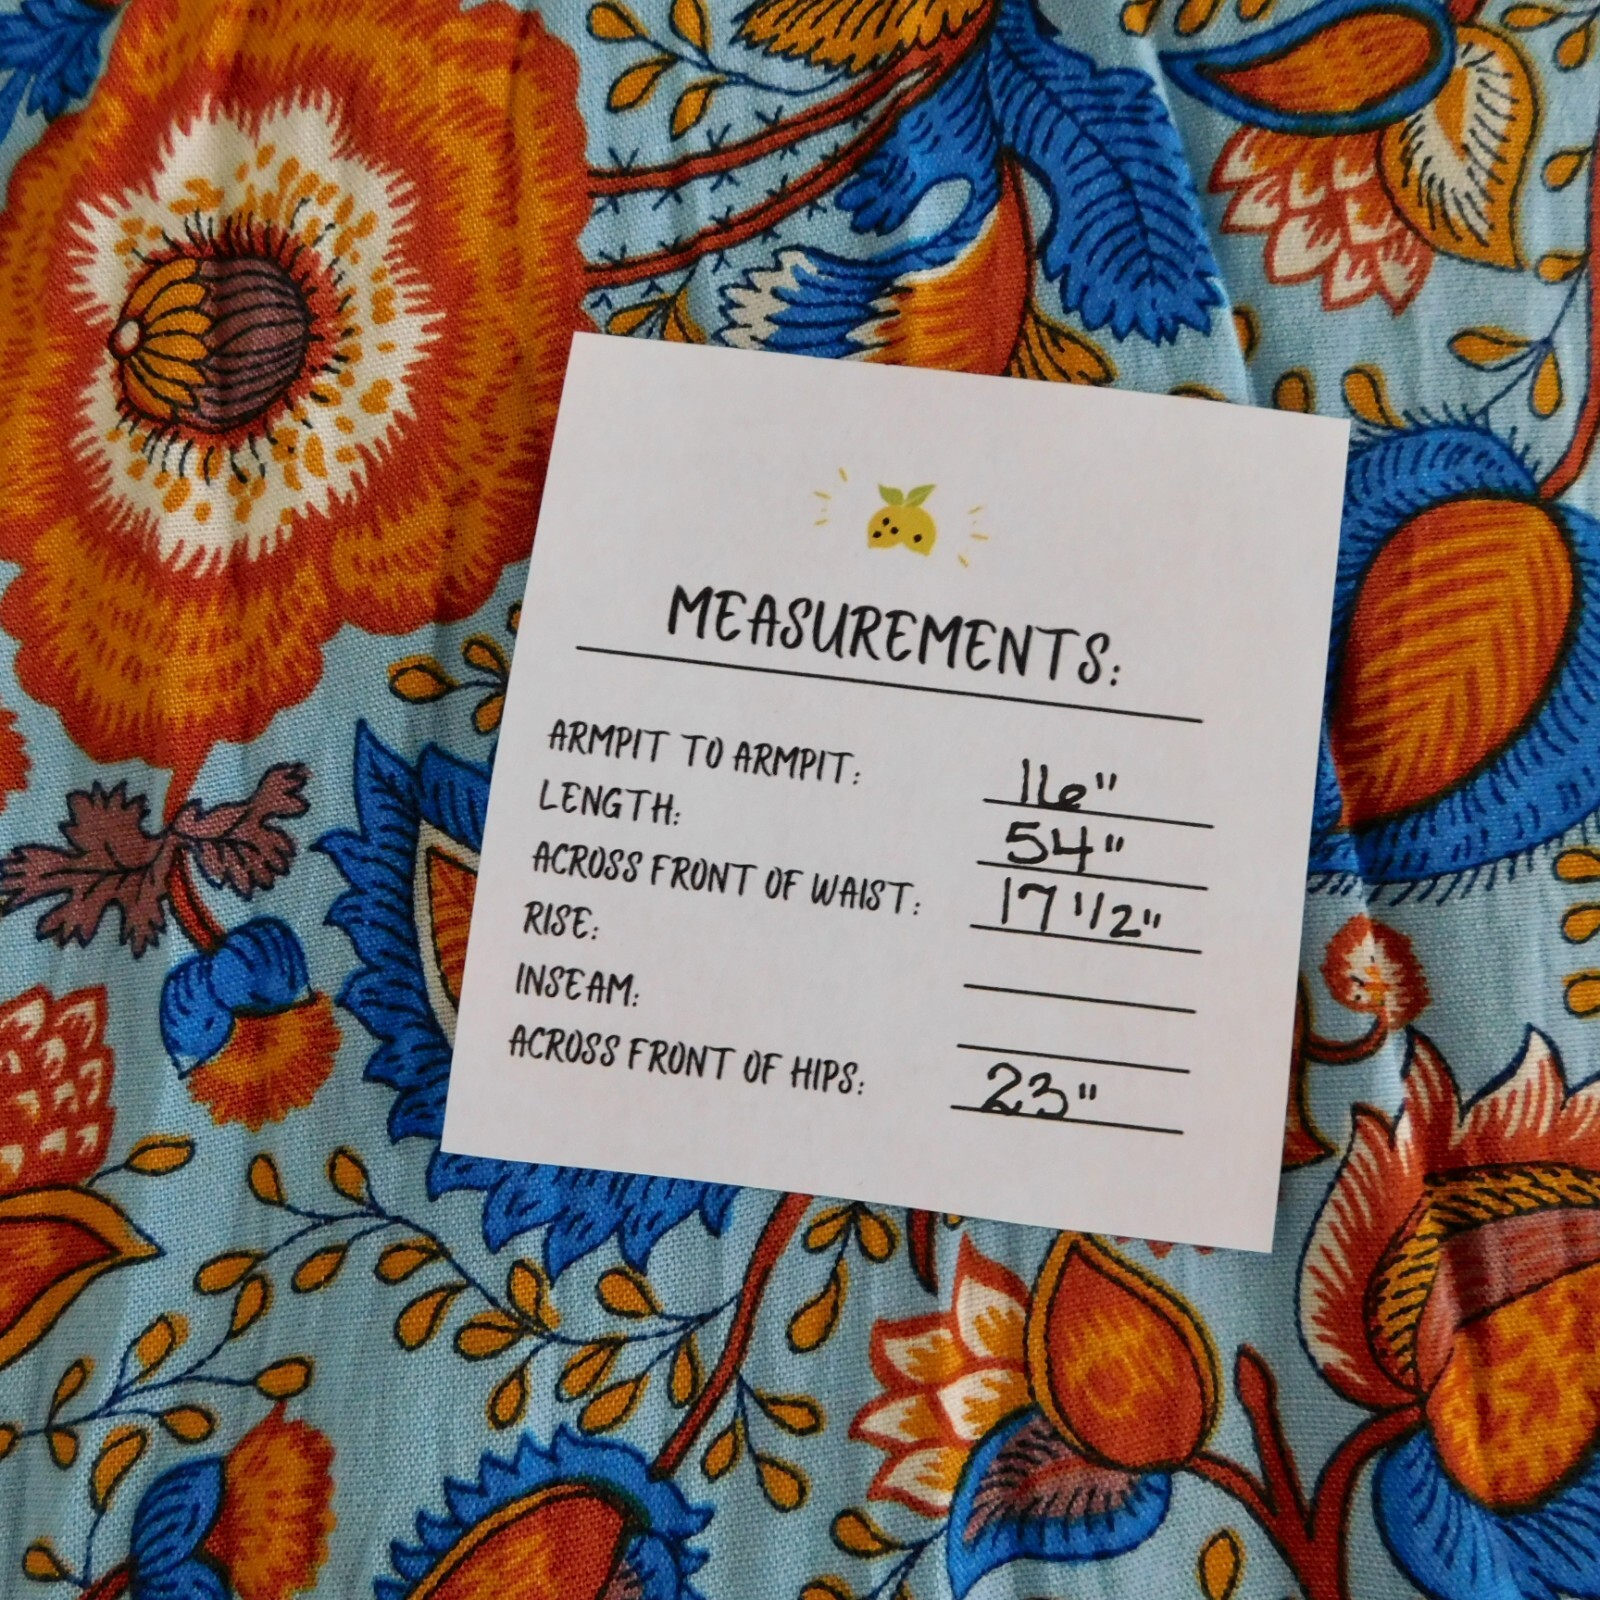 MEASUREMENTS:
ARMPIT TO ARMPIT: 16"
LENGTH: 54"
ACROSS FRONT OF WAIST: 17 1/2"
RISE:
INSEAM:
ACROSS FRONT OF HIPS: 23"